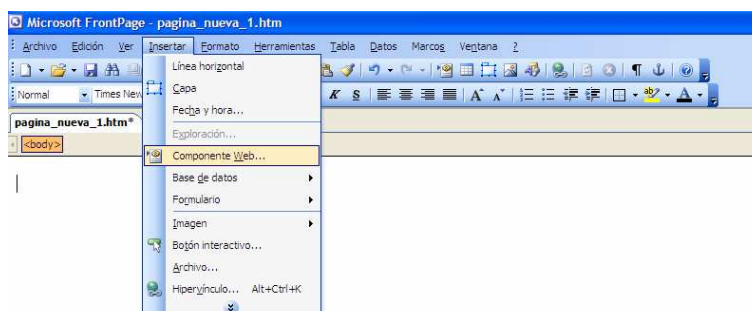 Microsoft FrontPage - pagina_nueva_1.htm
Archivo Edición Ver Insertar Formato Herramientas Tabla Datos Marcos Ventana ?
Normal Times New
K S A A ab A
pagina_nueva_1.htm*
<body>
Línea horizontal
Capa
Fecha y hora...
Exploración...
Componente Web...
Base de datos
Formulario
Imagen
Botón interactivo...
Archivo...
Hipervínculo... Alt+Ctrl+K